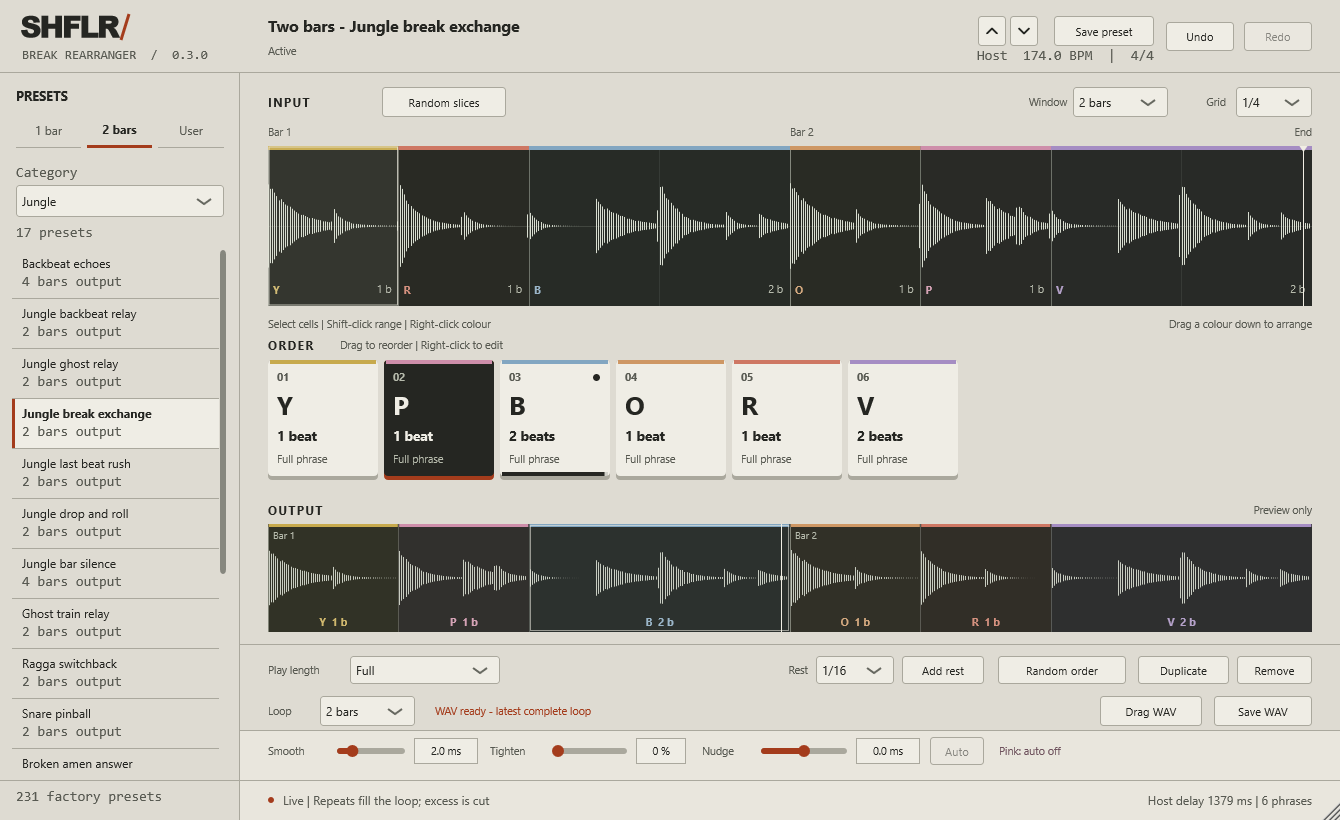 SHFLR/
BREAK REARRANGER / 0.3.0
Two bars - Jungle break exchange
Active
Save preset
Undo
Redo
Host 174.0 BPM | 4/4
PRESETS
1 bar
2 bars
User
Category
Jungle
17 presets
Backbeat echoes
4 bars output
Jungle backbeat relay
2 bars output
Jungle ghost relay
2 bars output
Jungle break exchange
2 bars output
Jungle last beat rush
2 bars output
Jungle drop and roll
2 bars output
Jungle bar silence
4 bars output
Ghost train relay
2 bars output
Ragga switchback
2 bars output
Snare pinball
2 bars output
Broken amen answer
231 factory presets
INPUT
Random slices
Window 2 bars
Grid 1/4
Bar 1
Bar 2
End
Y 1 b
R 1 b
B 2 b
O 1 b
P 1 b
V 2 b
Select cells | Shift-click range | Right-click colour
Drag a colour down to arrange
ORDER
Drag to reorder | Right-click to edit
01
Y
1 beat
Full phrase
02
P
1 beat
Full phrase
03
B
2 beats
Full phrase
04
O
1 beat
Full phrase
05
R
1 beat
Full phrase
06
V
2 beats
Full phrase
OUTPUT
Preview only
Bar 1
Bar 2
Y 1 b
P 1 b
B 2 b
O 1 b
R 1 b
V 2 b
Play length Full
Rest 1/16
Add rest
Random order
Duplicate
Remove
Loop 2 bars
WAV ready - latest complete loop
Drag WAV
Save WAV
Smooth 2.0 ms
Tighten 0 %
Nudge 0.0 ms
Auto
Pink: auto off
Live | Repeats fill the loop; excess is cut
Host delay 1379 ms | 6 phrases